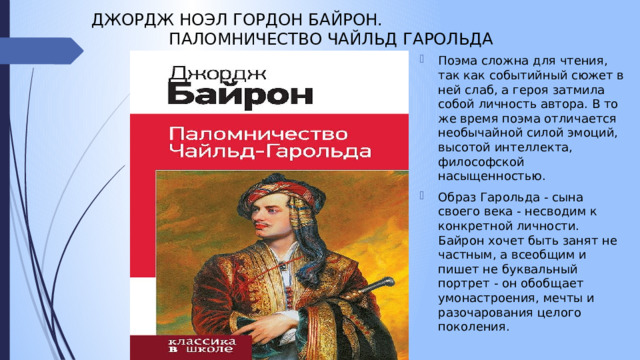 ДЖОРДЖ НОЭЛ ГОРДОН БАЙРОН.
ПАЛОМНИЧЕСТВО ЧАЙЛЬД ГАРОЛЬДА
Джордж
Байрон
Паломничество
Чайльд-Гарольда
классика
в школе
Поэма сложна для чтения,
так как событийный сюжет в
ней слаб, а героя затмила
собой личность автора. В то
же время поэма отличается
необычайной силой эмоций,
высотой интеллекта,
философской
насыщенностью.
Образ Гарольда - сына
своего века - несводим к
конкретной личности.
Байрон хочет быть занят не
частным, а всеобщим и
пишет не буквальный
портрет - он обобщает
умонастроения, мечты и
разочарования целого
поколения.